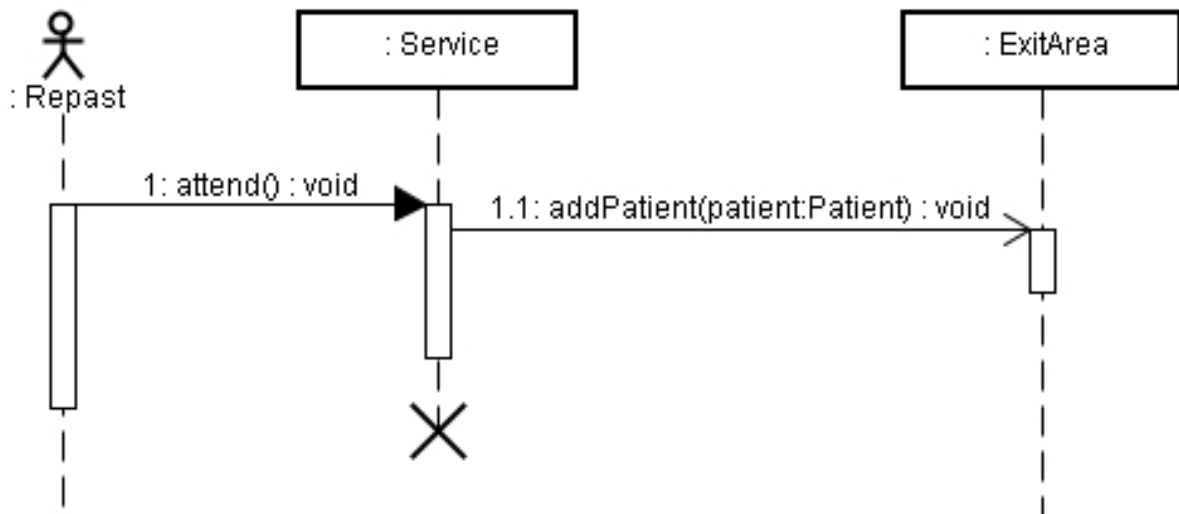 : Service
: ExitArea
: Repast
1: attend() : void
1.1: addPatient(patient:Patient) : void